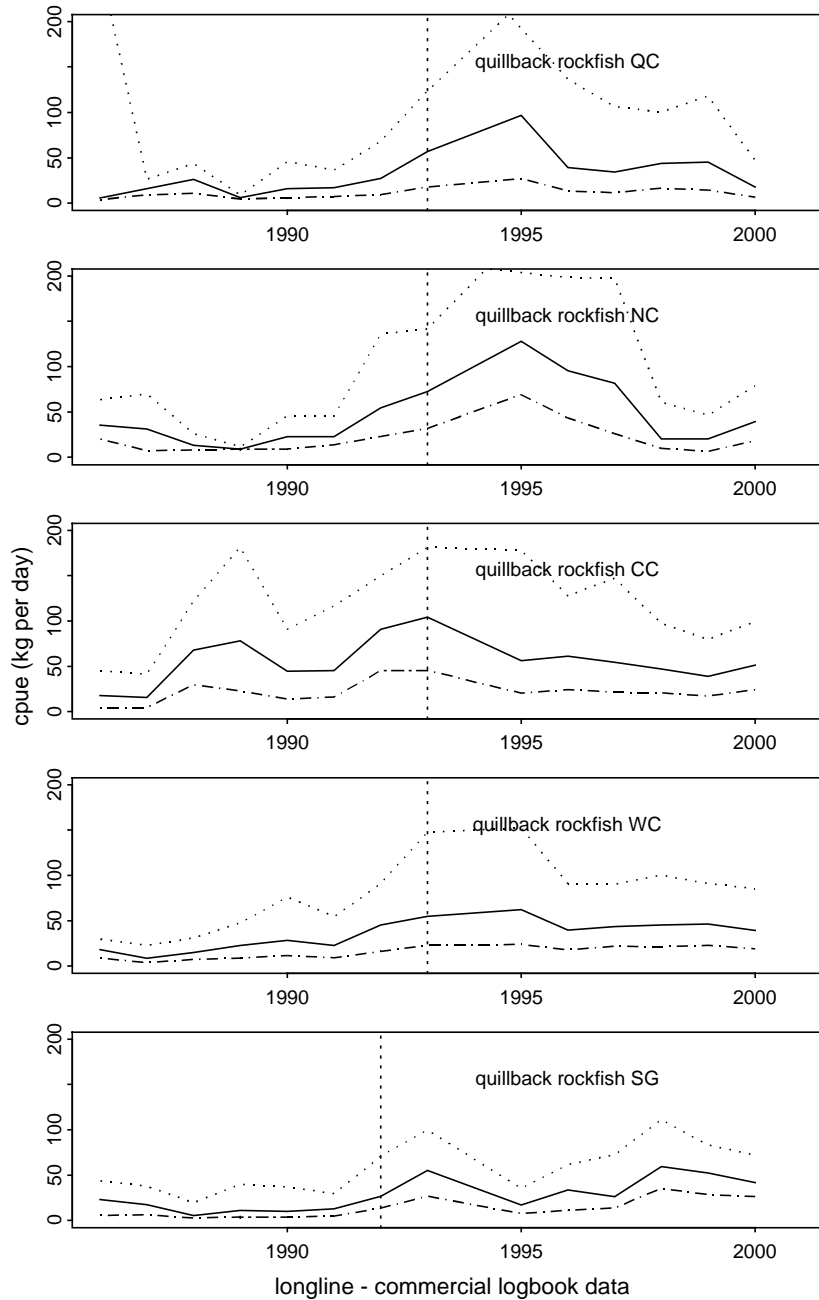 200
100
50
0
quillback rockfish QC
1990 1995 2000
200
100
50
0
quillback rockfish NC
1990 1995 2000
cpue (kg per day)
200
100
50
0
quillback rockfish CC
1990 1995 2000
200
100
50
0
quillback rockfish WC
1990 1995 2000
200
100
50
0
quillback rockfish SG
1990 1995 2000
longline - commercial logbook data